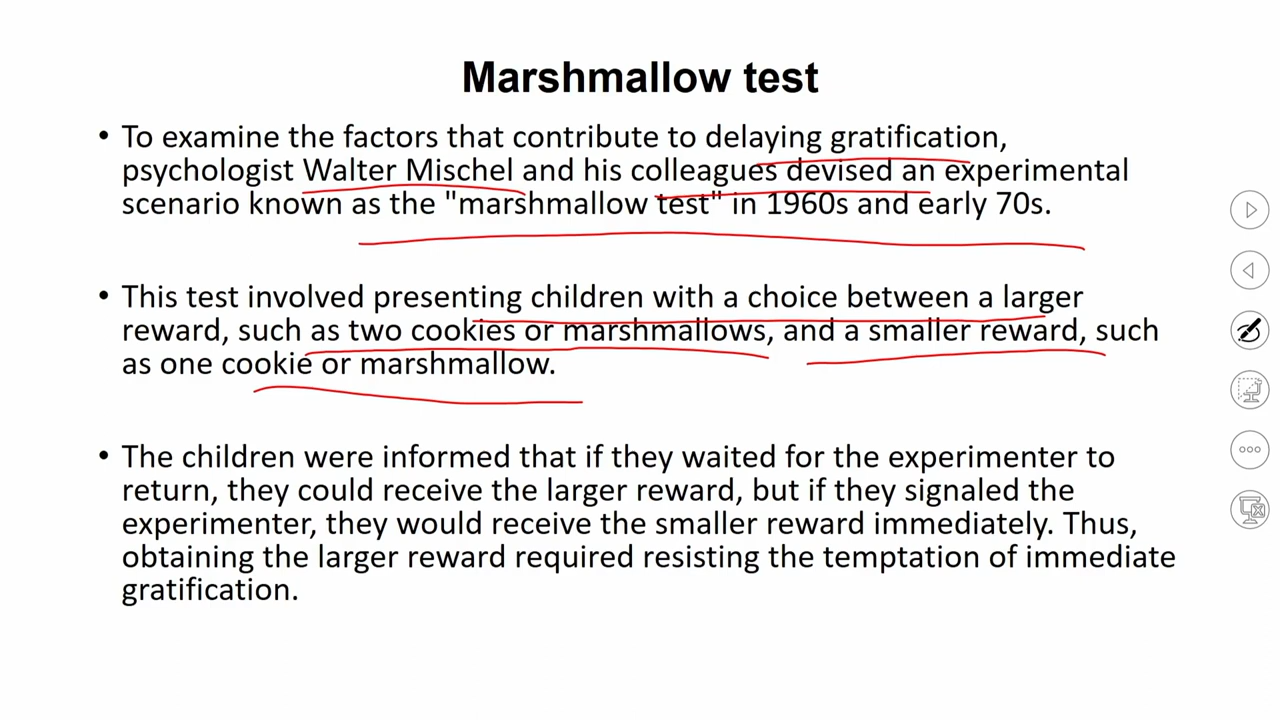 Marshmallow test
• To examine the factors that contribute to delaying gratification,
psychologist Walter Mischel and his colleagues devised an experimental
scenario known as the "marshmallow test" in 1960s and early 70s.
• This test involved presenting children with a choice between a larger
reward, such as two cookies or marshmallows, and a smaller reward, such
as one cookie or marshmallow.
• The children were informed that if they waited for the experimenter to
return, they could receive the larger reward, but if they signaled the
experimenter, they would receive the smaller reward immediately. Thus,
obtaining the larger reward required resisting the temptation of immediate
gratification.